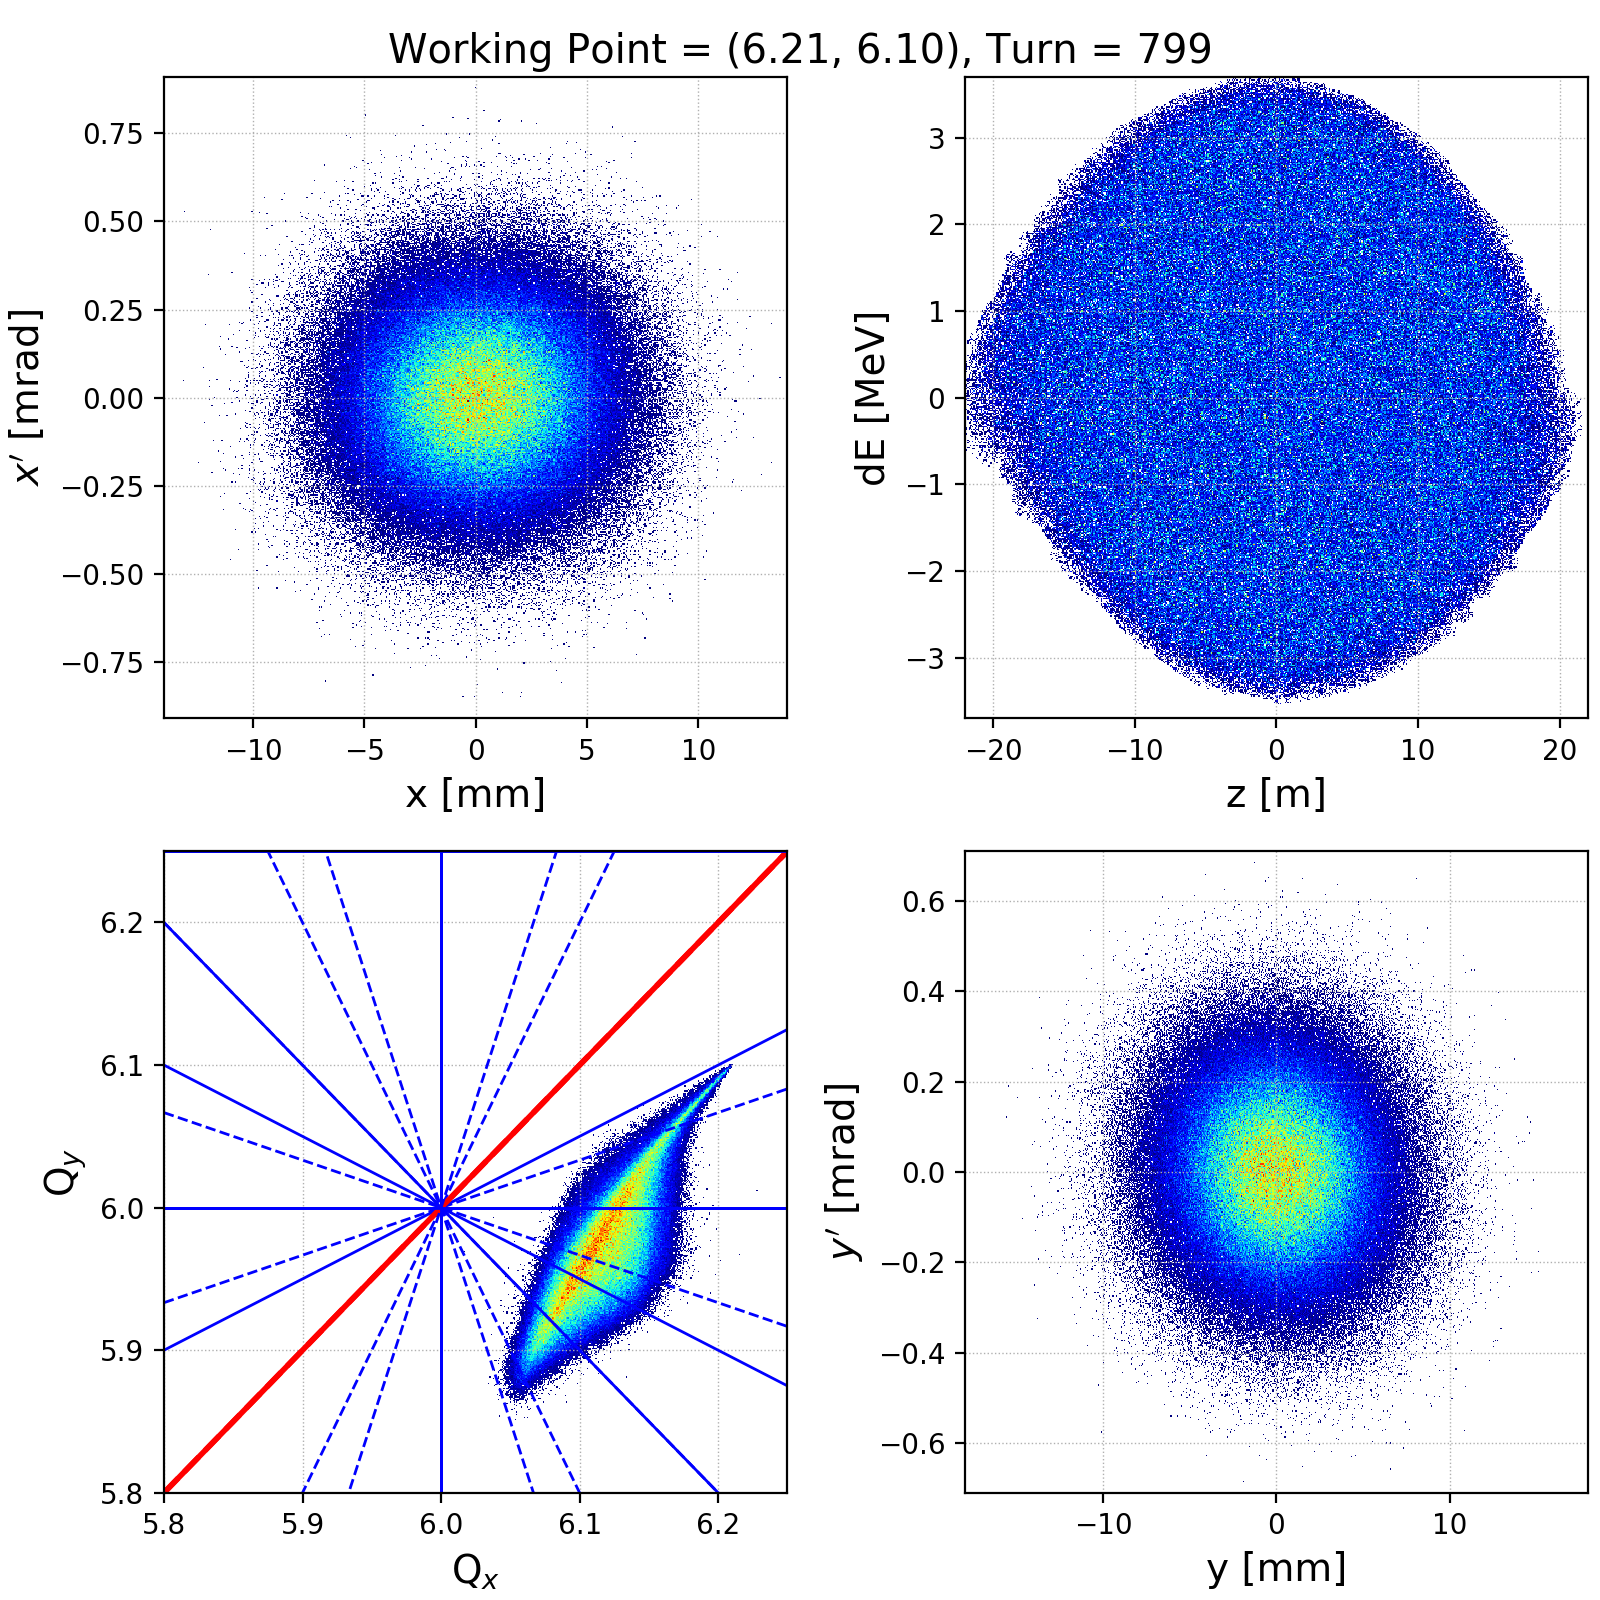 Working Point = (6.21, 6.10), Turn = 799
0.75
0.50
0.25
0.00
−0.25
−0.50
−0.75
x′ [mrad]
−10 −5 0 5 10
x [mm]
3
2
1
0
−1
−2
−3
dE [MeV]
−20 −10 0 10 20
z [m]
6.2
6.1
6.0
5.9
5.8
Qy
5.8 5.9 6.0 6.1 6.2
Qx
0.6
0.4
0.2
0.0
−0.2
−0.4
−0.6
y′ [mrad]
−10 0 10
y [mm]